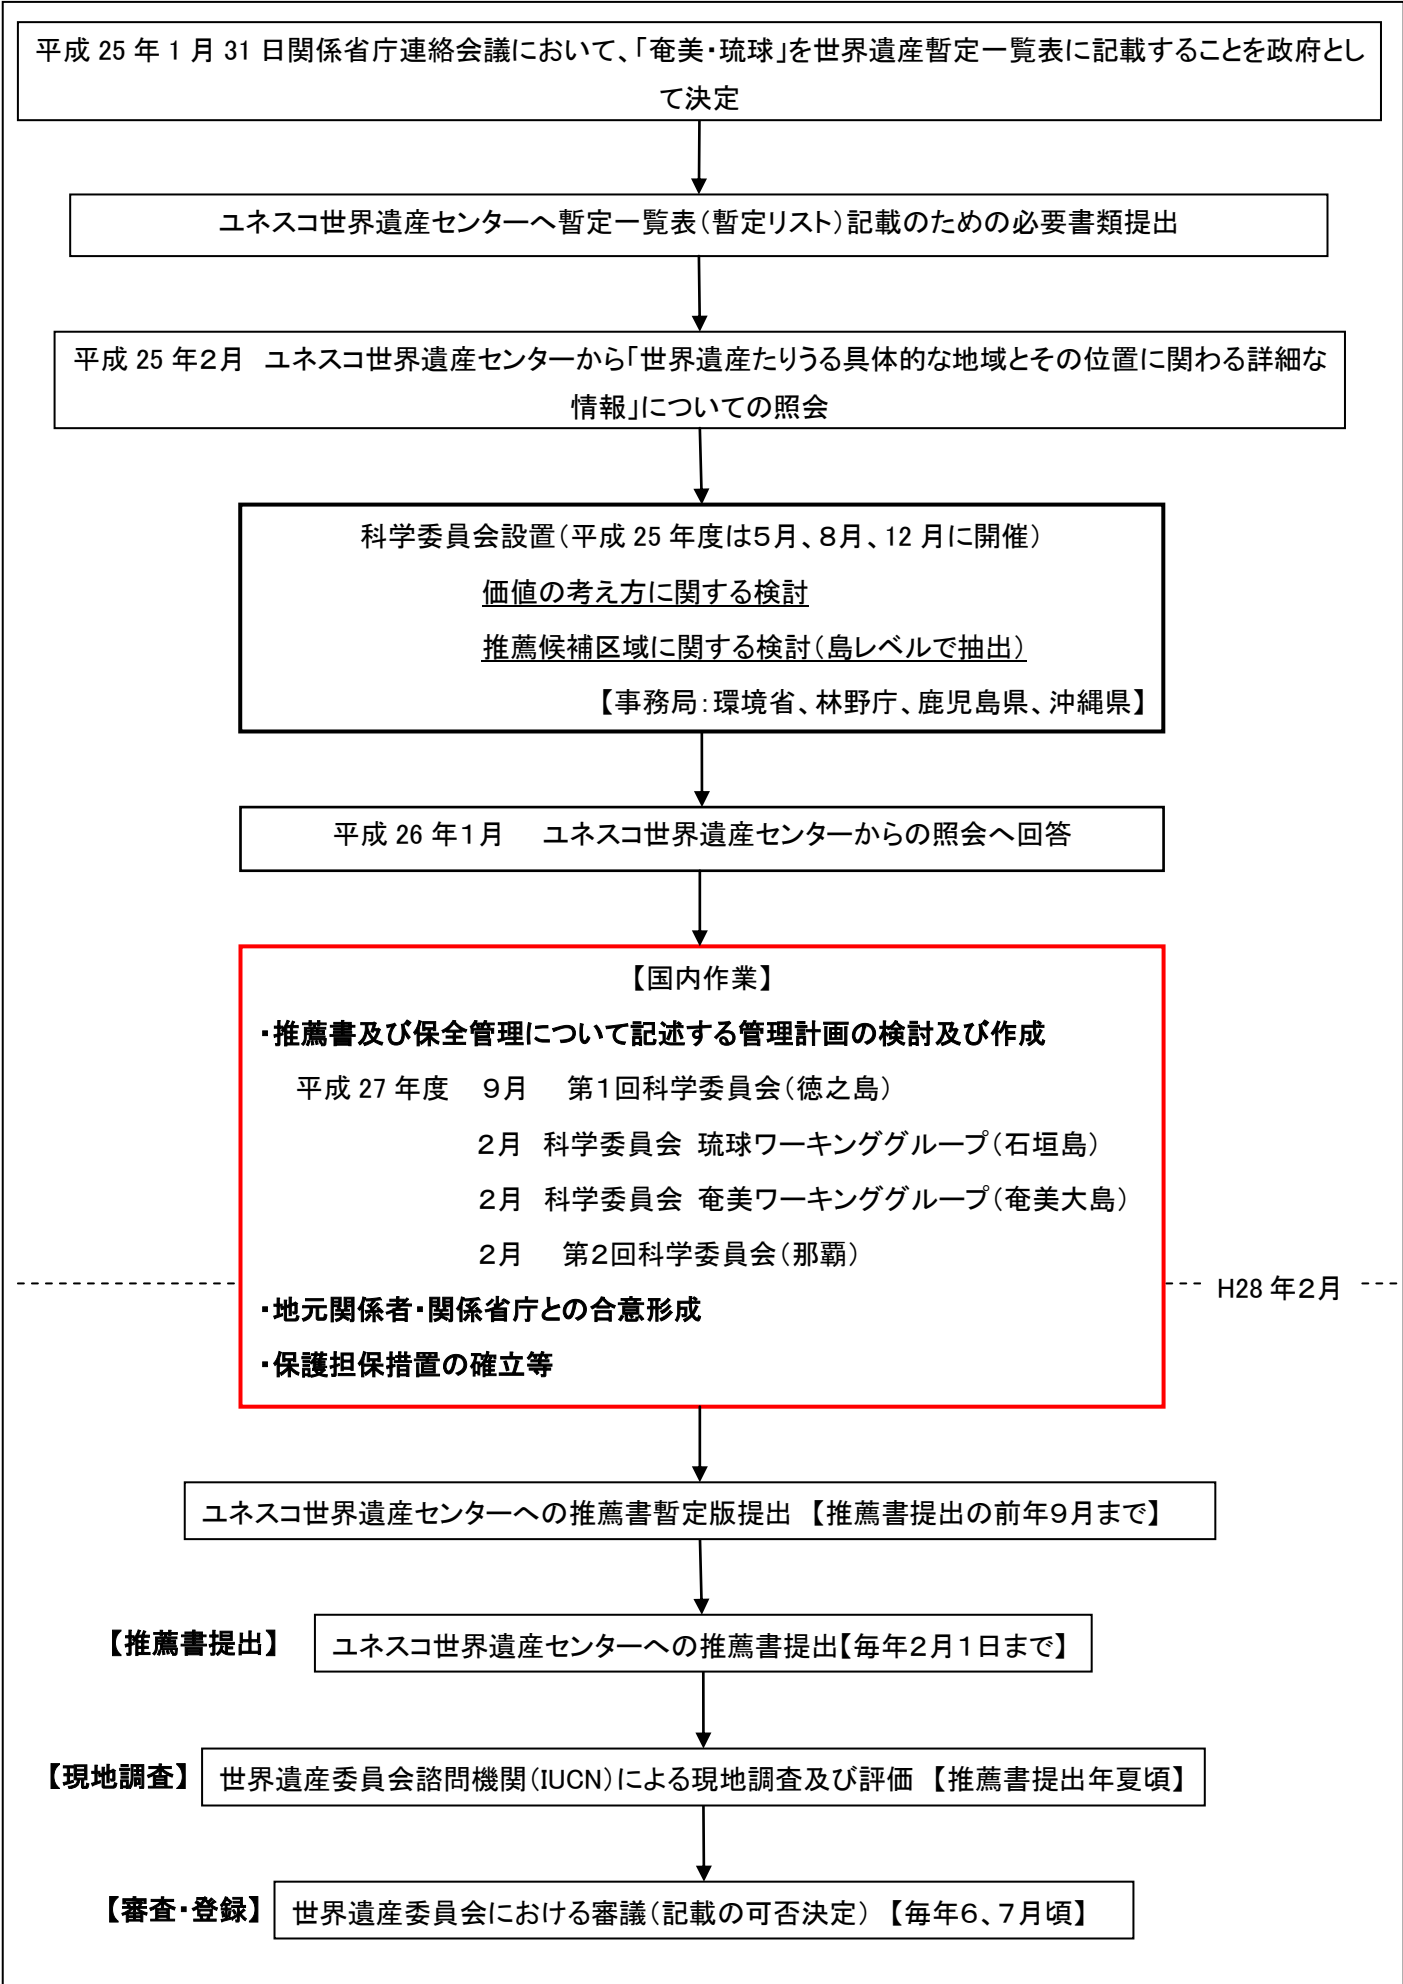 平成 25 年 1 月 31 日関係省庁連絡会議において、「奄美・琉球」を世界遺産暫定一覧表に記載することを政府とし
て決定
ユネスコ世界遺産センターへ暫定一覧表（暫定リスト）記載のための必要書類提出
平成 25 年２月　ユネスコ世界遺産センターから「世界遺産たりうる具体的な地域とその位置に関わる詳細な
情報」についての照会
科学委員会設置（平成 25 年度は５月、８月、12 月に開催）
価値の考え方に関する検討
推薦候補区域に関する検討（島レベルで抽出）
【事務局：環境省、林野庁、鹿児島県、沖縄県】
平成 26 年１月　ユネスコ世界遺産センターからの照会へ回答
【国内作業】
・推薦書及び保全管理について記述する管理計画の検討及び作成
平成 27 年度　９月　第１回科学委員会（徳之島）
２月　科学委員会 琉球ワーキンググループ（石垣島）
２月　科学委員会 奄美ワーキンググループ（奄美大島）
２月　第２回科学委員会（那覇）
H28 年２月
・地元関係者・関係省庁との合意形成
・保護担保措置の確立等
ユネスコ世界遺産センターへの推薦書暫定版提出　【推薦書提出の前年９月まで】
【推薦書提出】　ユネスコ世界遺産センターへの推薦書提出【毎年２月１日まで】
【現地調査】　世界遺産委員会諮問機関（IUCN）による現地調査及び評価　【推薦書提出年夏頃】
【審査・登録】　世界遺産委員会における審議（記載の可否決定）　【毎年６、７月頃】